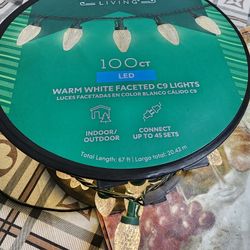 LIVING
100CT
LED
WARM WHITE FACETED C9 LIGHTS
LUCES FACETADAS EN COLOR BLANCO CÁLIDO C9
INDOOR/
OUTDOOR
CONNECT
UP TO 45 SETS
Total Length: 67 ft | Largo total: 20.42 m